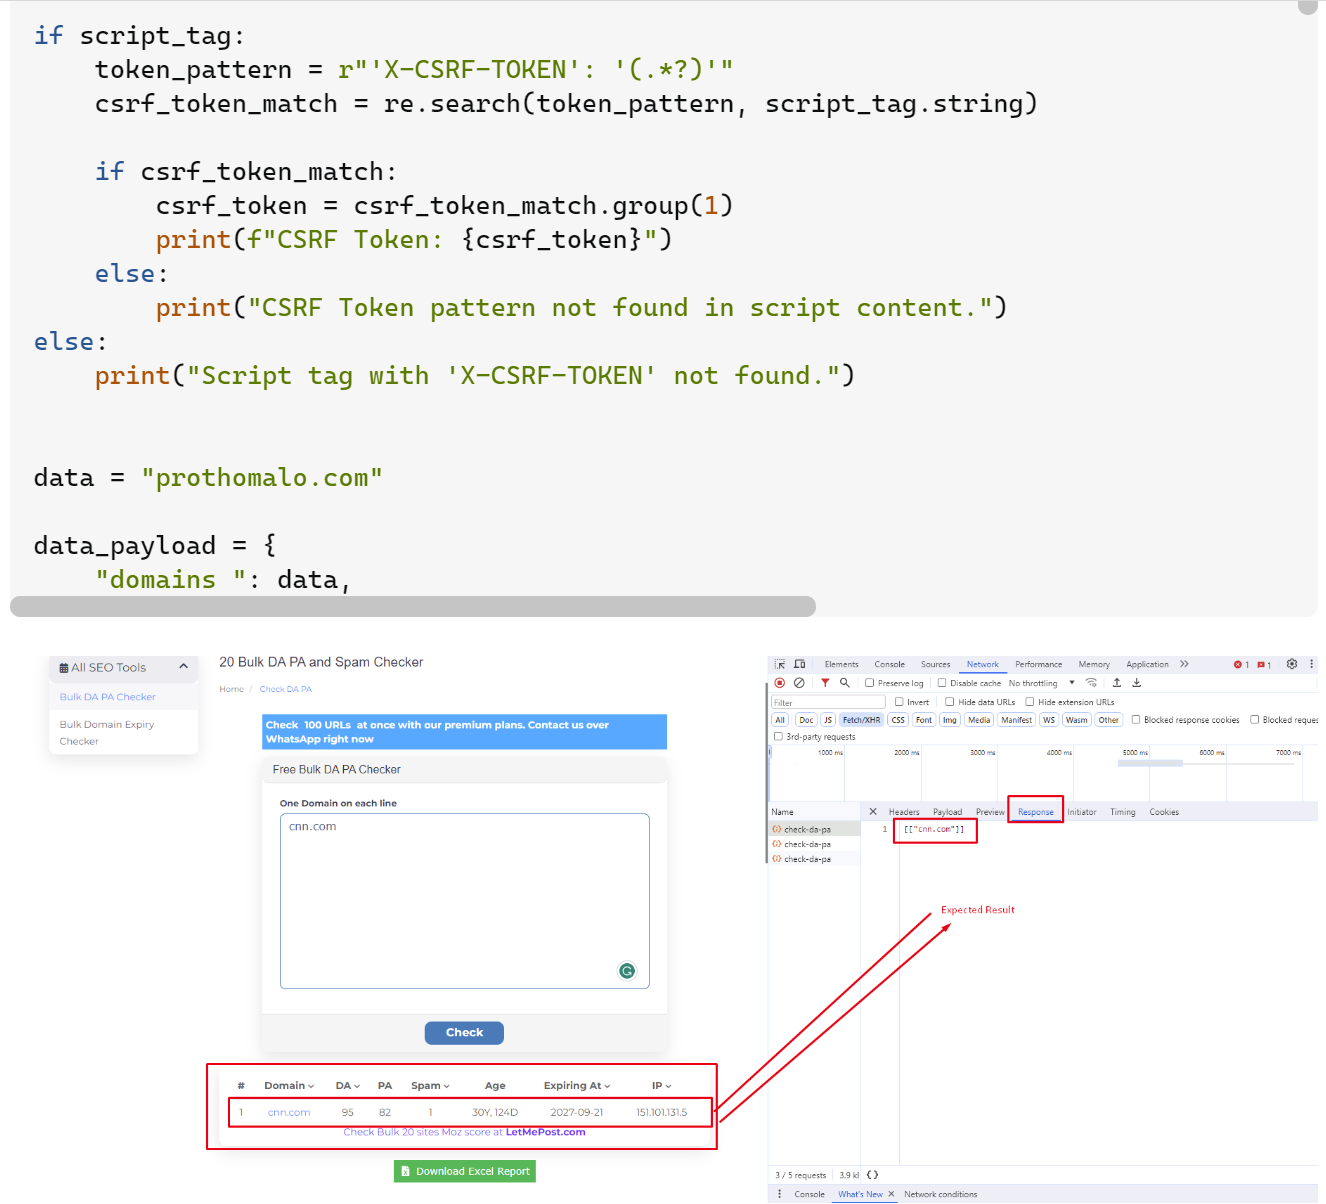 if script_tag:
    token_pattern = r"'X-CSRF-TOKEN': '(.*?)'"
    csrf_token_match = re.search(token_pattern, script_tag.string)
    if csrf_token_match:
        csrf_token = csrf_token_match.group(1)
        print(f"CSRF Token: {csrf_token}")
    else:
        print("CSRF Token pattern not found in script content.")
else:
    print("Script tag with 'X-CSRF-TOKEN' not found.")
data = "prothomalo.com"
data_payload = {
    "domains ": data,
All SEO Tools
Bulk DA PA Checker
Bulk Domain Expiry
Checker
20 Bulk DA PA and Spam Checker
Home / Check DA PA
Check 100 URLs at once with our premium plans. Contact us over
WhatsApp right now
Free Bulk DA PA Checker
One Domain on each line
cnn.com
Check
# Domain DA PA Spam Age Expiring At IP
1 cnn.com 95 82 1 30Y, 124D 2027-09-21 151.101.131.5
Check Bulk 20 sites Moz score at LetMePost.com
Download Excel Report
Elements Console Sources Network Performance Memory Application 1 1
Preserve log Disable cache No throttling
Filter Invert Hide data URLs Hide extension URLs
All Doc JS Fetch/XHR CSS Font Img Media Manifest WS Wasm Other Blocked response cookies Blocked reques
3rd-party requests
1000 ms 2000 ms 3000 ms 4000 ms 5000 ms 6000 ms 7000 ms
Name Headers Payload Preview Response Initiator Timing Cookies
check-da-pa 1 [["cnn.com"]]
check-da-pa
check-da-pa
Expected Result
3 / 5 requests 3.9 k {}
Console What's New Network conditions